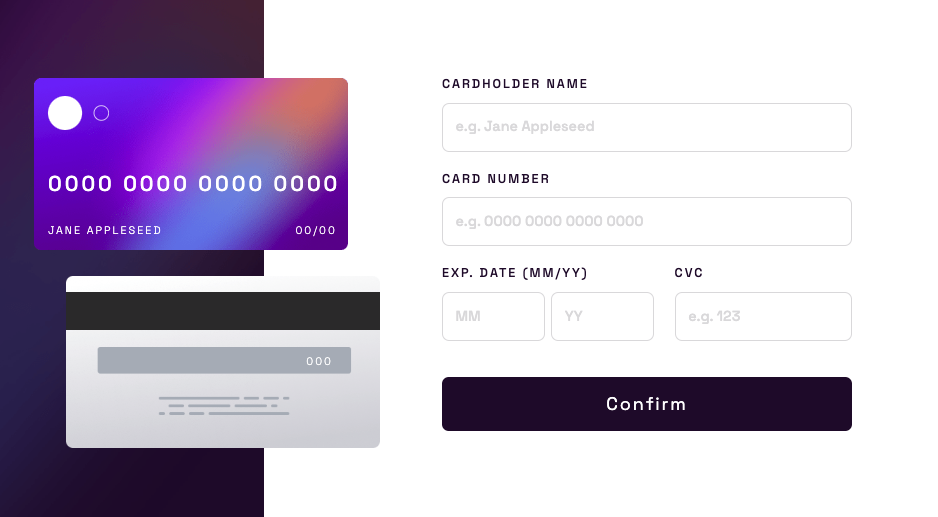 0000 0000 0000 0000
JANE APPLESEED 00/00
000
CARDHOLDER NAME
e.g. Jane Appleseed
CARD NUMBER
e.g. 0000 0000 0000 0000
EXP. DATE (MM/YY) CVC
MM YY e.g. 123
Confirm